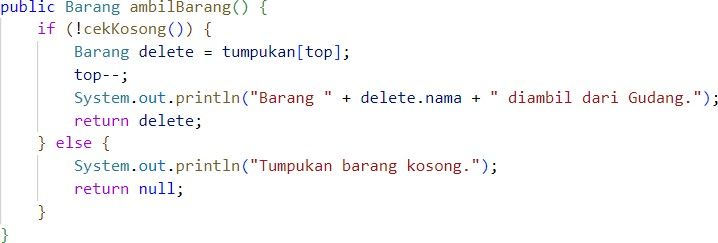 public Barang ambilBarang() {
    if (!cekKosong()) {
        Barang delete = tumpukan[top];
        top--;
        System.out.println("Barang " + delete.nama + " diambil dari Gudang.");
        return delete;
    } else {
        System.out.println("Tumpukan barang kosong.");
        return null;
    }
}